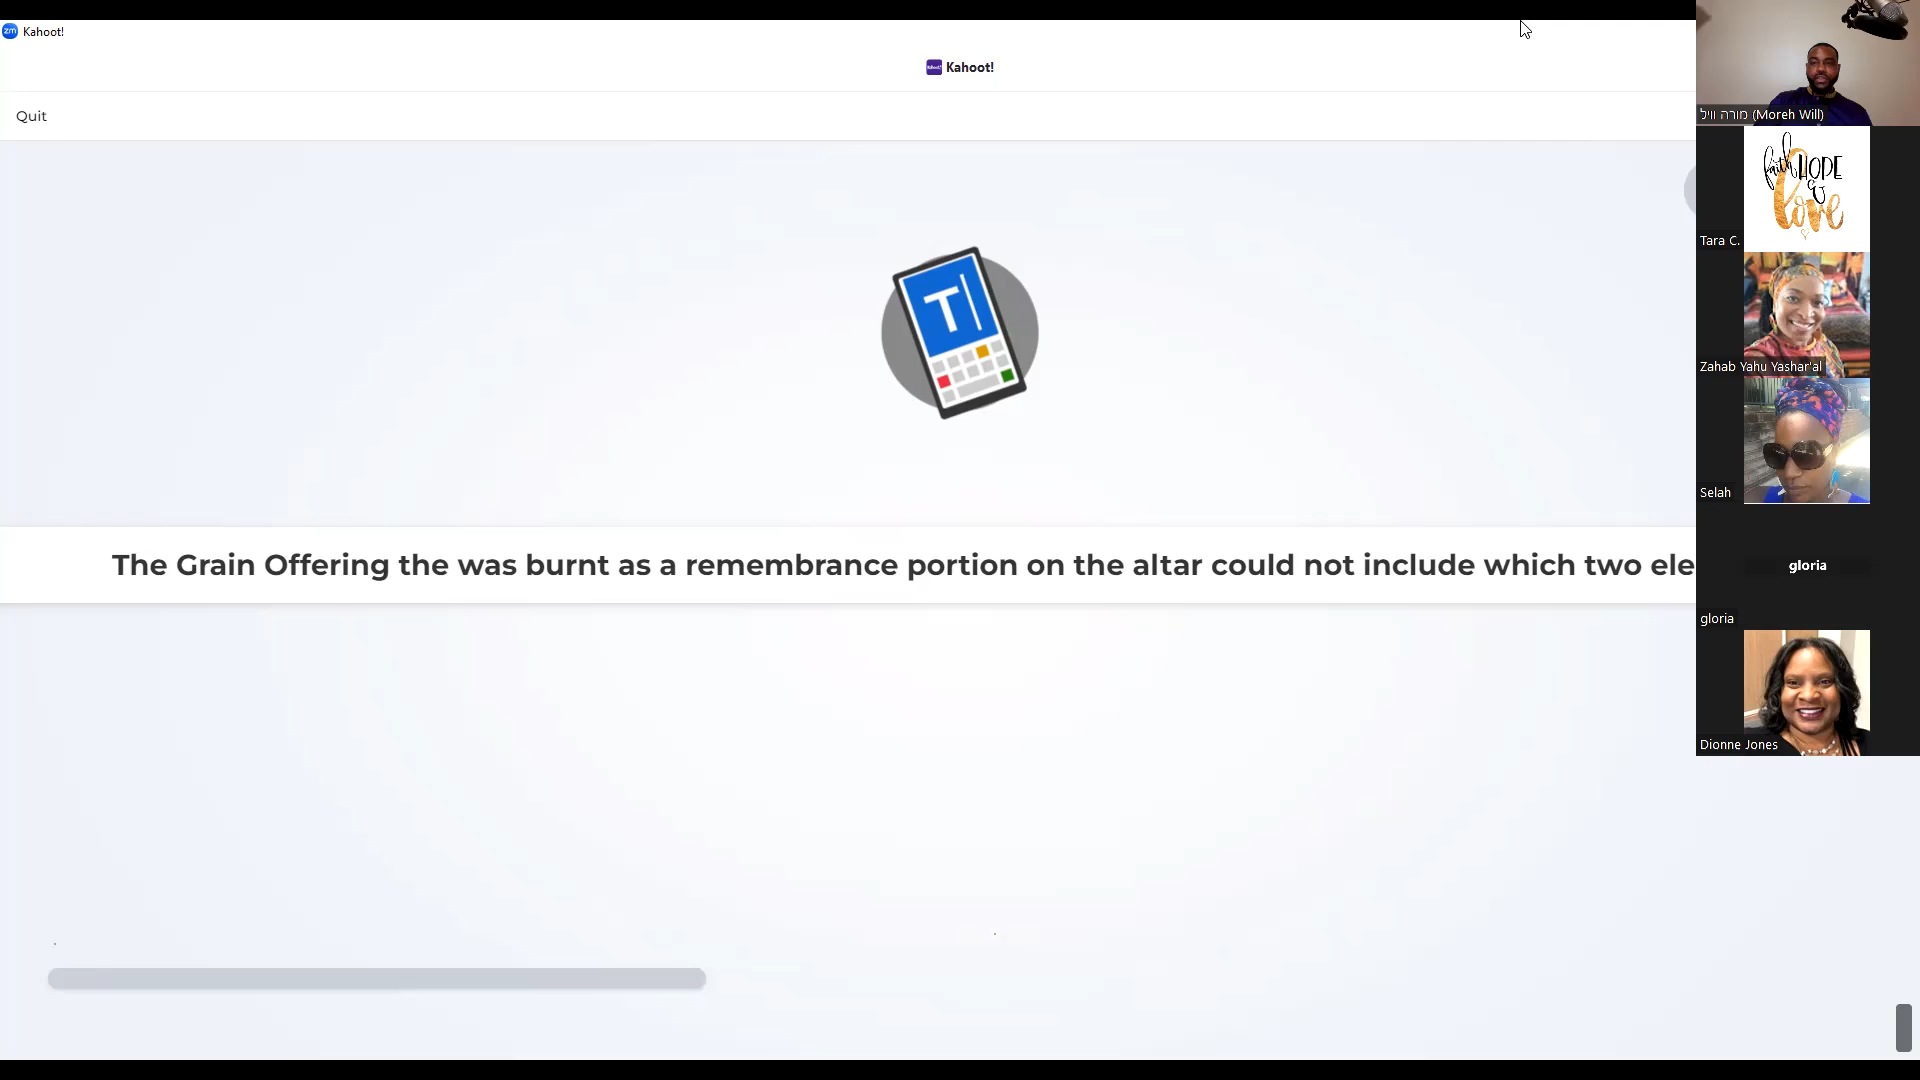 zm Kahoot!
Kahoot!
Quit
T
The Grain Offering the was burnt as a remembrance portion on the altar could not include which two ele
מורה וויל (Moreh Will)
faith HOPE
& love
Tara C.
Zahab Yahu Yashar'al
Selah
gloria
gloria
Dionne Jones